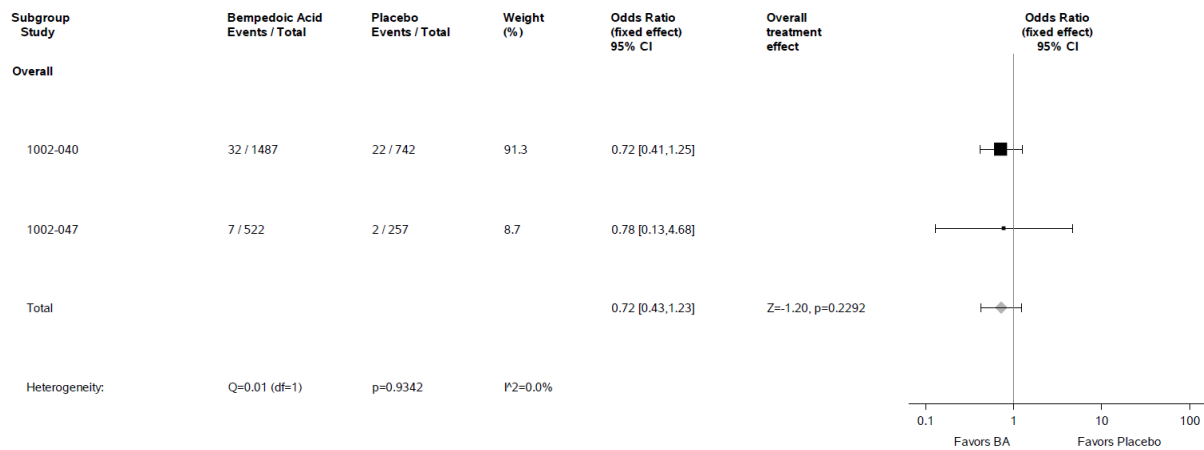 Subgroup Bempedoic Acid Placebo Weight Odds Ratio Overall Odds Ratio
Study Events / Total Events / Total (%) (fixed effect) treatment (fixed effect)
95% CI effect 95% CI
Overall
1002-040 32 / 1487 22 / 742 91.3 0.72 [0.41,1.25]
1002-047 7 / 522 2 / 257 8.7 0.78 [0.13,4.68]
Total 0.72 [0.43,1.23] Z=-1.20, p=0.2292
Heterogeneity: Q=0.01 (df=1) p=0.9342 I^2=0.0%
0.1 1 10 100
Favors BA Favors Placebo